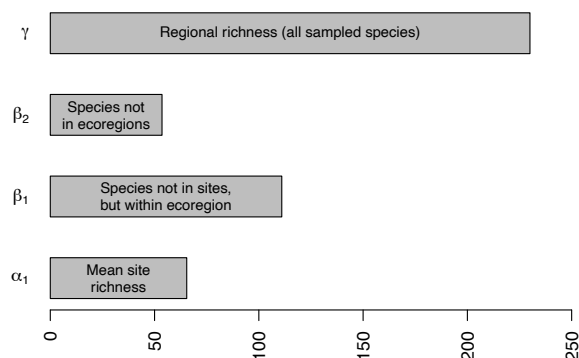 γ
Regional richness (all sampled species)
β2
Species not
in ecoregions
β1
Species not in sites,
but within ecoregion
α1
Mean site
richness
0
50
100
150
200
250